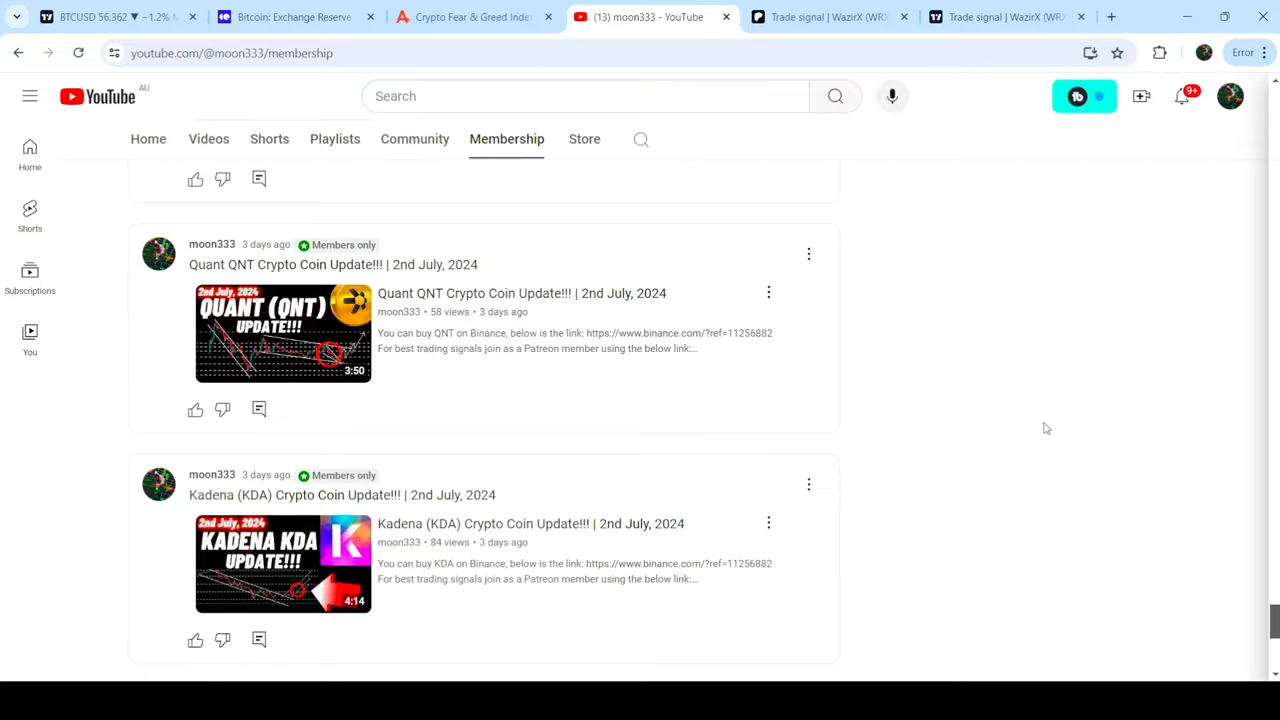 BTCUSD 56,362 ▼ −1.2%
Bitcoin: Exchange Reserve
Crypto Fear & Greed Inde
(13) moon333 - YouTube
Trade signal | WazirX (WR
Trade signal | WazirX (WR
youtube.com/@moon333/membership
Error
YouTube
AU
Search
9+
Home
Videos
Shorts
Playlists
Community
Membership
Store
Home
Shorts
Subscriptions
You
moon333 3 days ago Members only
Quant QNT Crypto Coin Update!!! | 2nd July, 2024
2nd July, 2024
QUANT (QNT)
UPDATE!!!
3:50
Quant QNT Crypto Coin Update!!! | 2nd July, 2024
moon333 • 58 views • 3 days ago
You can buy QNT on Binance, below is the link: https://www.binance.com/?ref=11256882
For best trading signals join as a Patreon member using the below link:...
moon333 3 days ago Members only
Kadena (KDA) Crypto Coin Update!!! | 2nd July, 2024
2nd July, 2024
KADENA KDA
UPDATE!!!
K
4:14
Kadena (KDA) Crypto Coin Update!!! | 2nd July, 2024
moon333 • 84 views • 3 days ago
You can buy KDA on Binance, below is the link: https://www.binance.com/?ref=11256882
For best trading signals join as a Patreon member using the below link:...